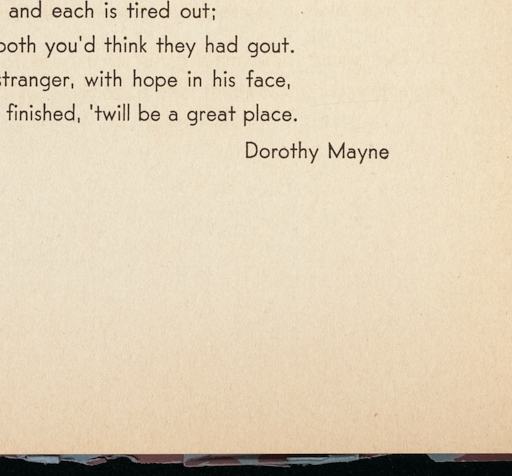 and each is tired out;
both you'd think they had gout.
stranger, with hope in his face,
finished, 'twill be a great place.
Dorothy Mayne